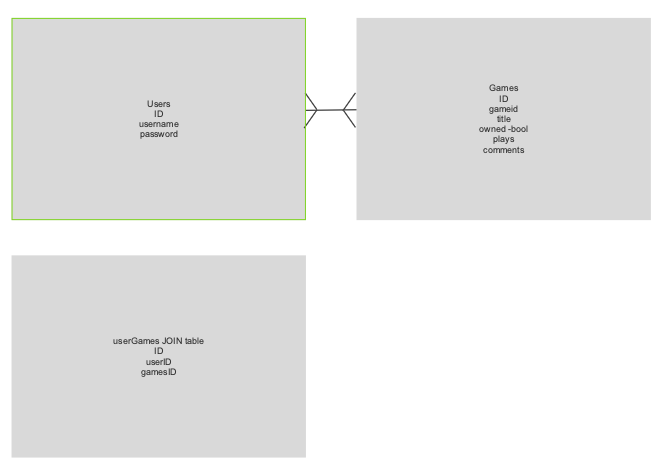 Users
ID
username
password
Games
ID
gameid
title
owned -bool
plays
comments
userGames JOIN table
ID
userID
gamesID